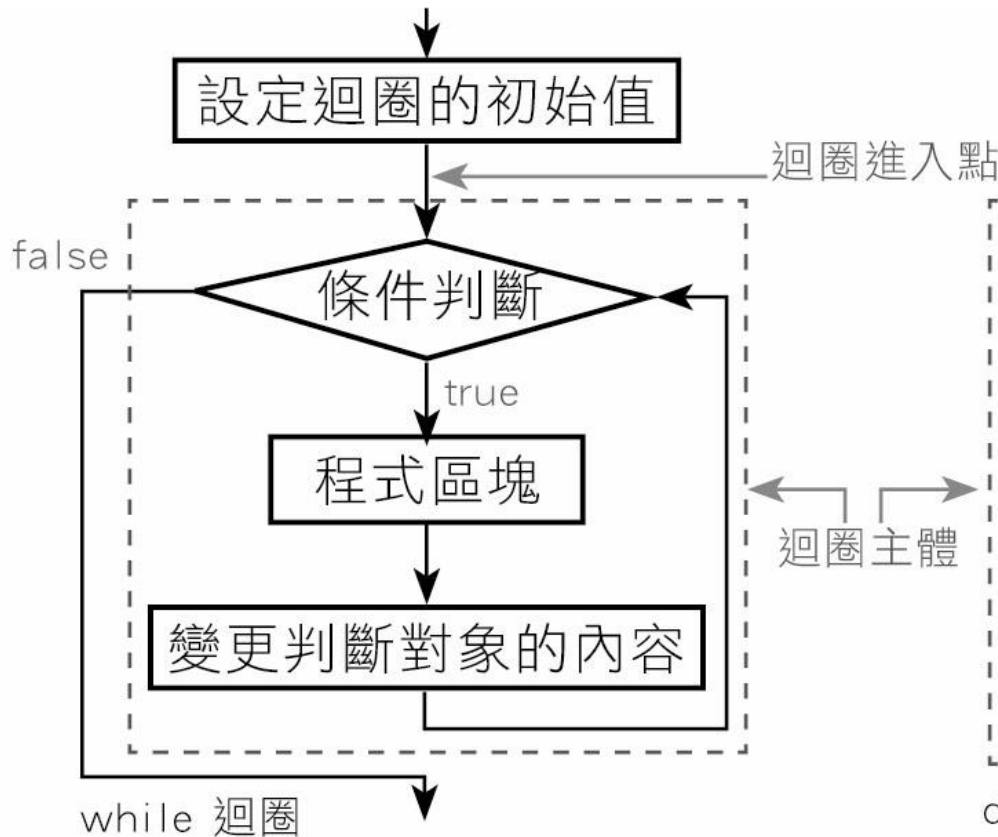 設定迴圈的初始值
迴圈進入點
false
條件判斷
true
程式區塊
迴圈主體
變更判斷對象的內容
while 迴圈